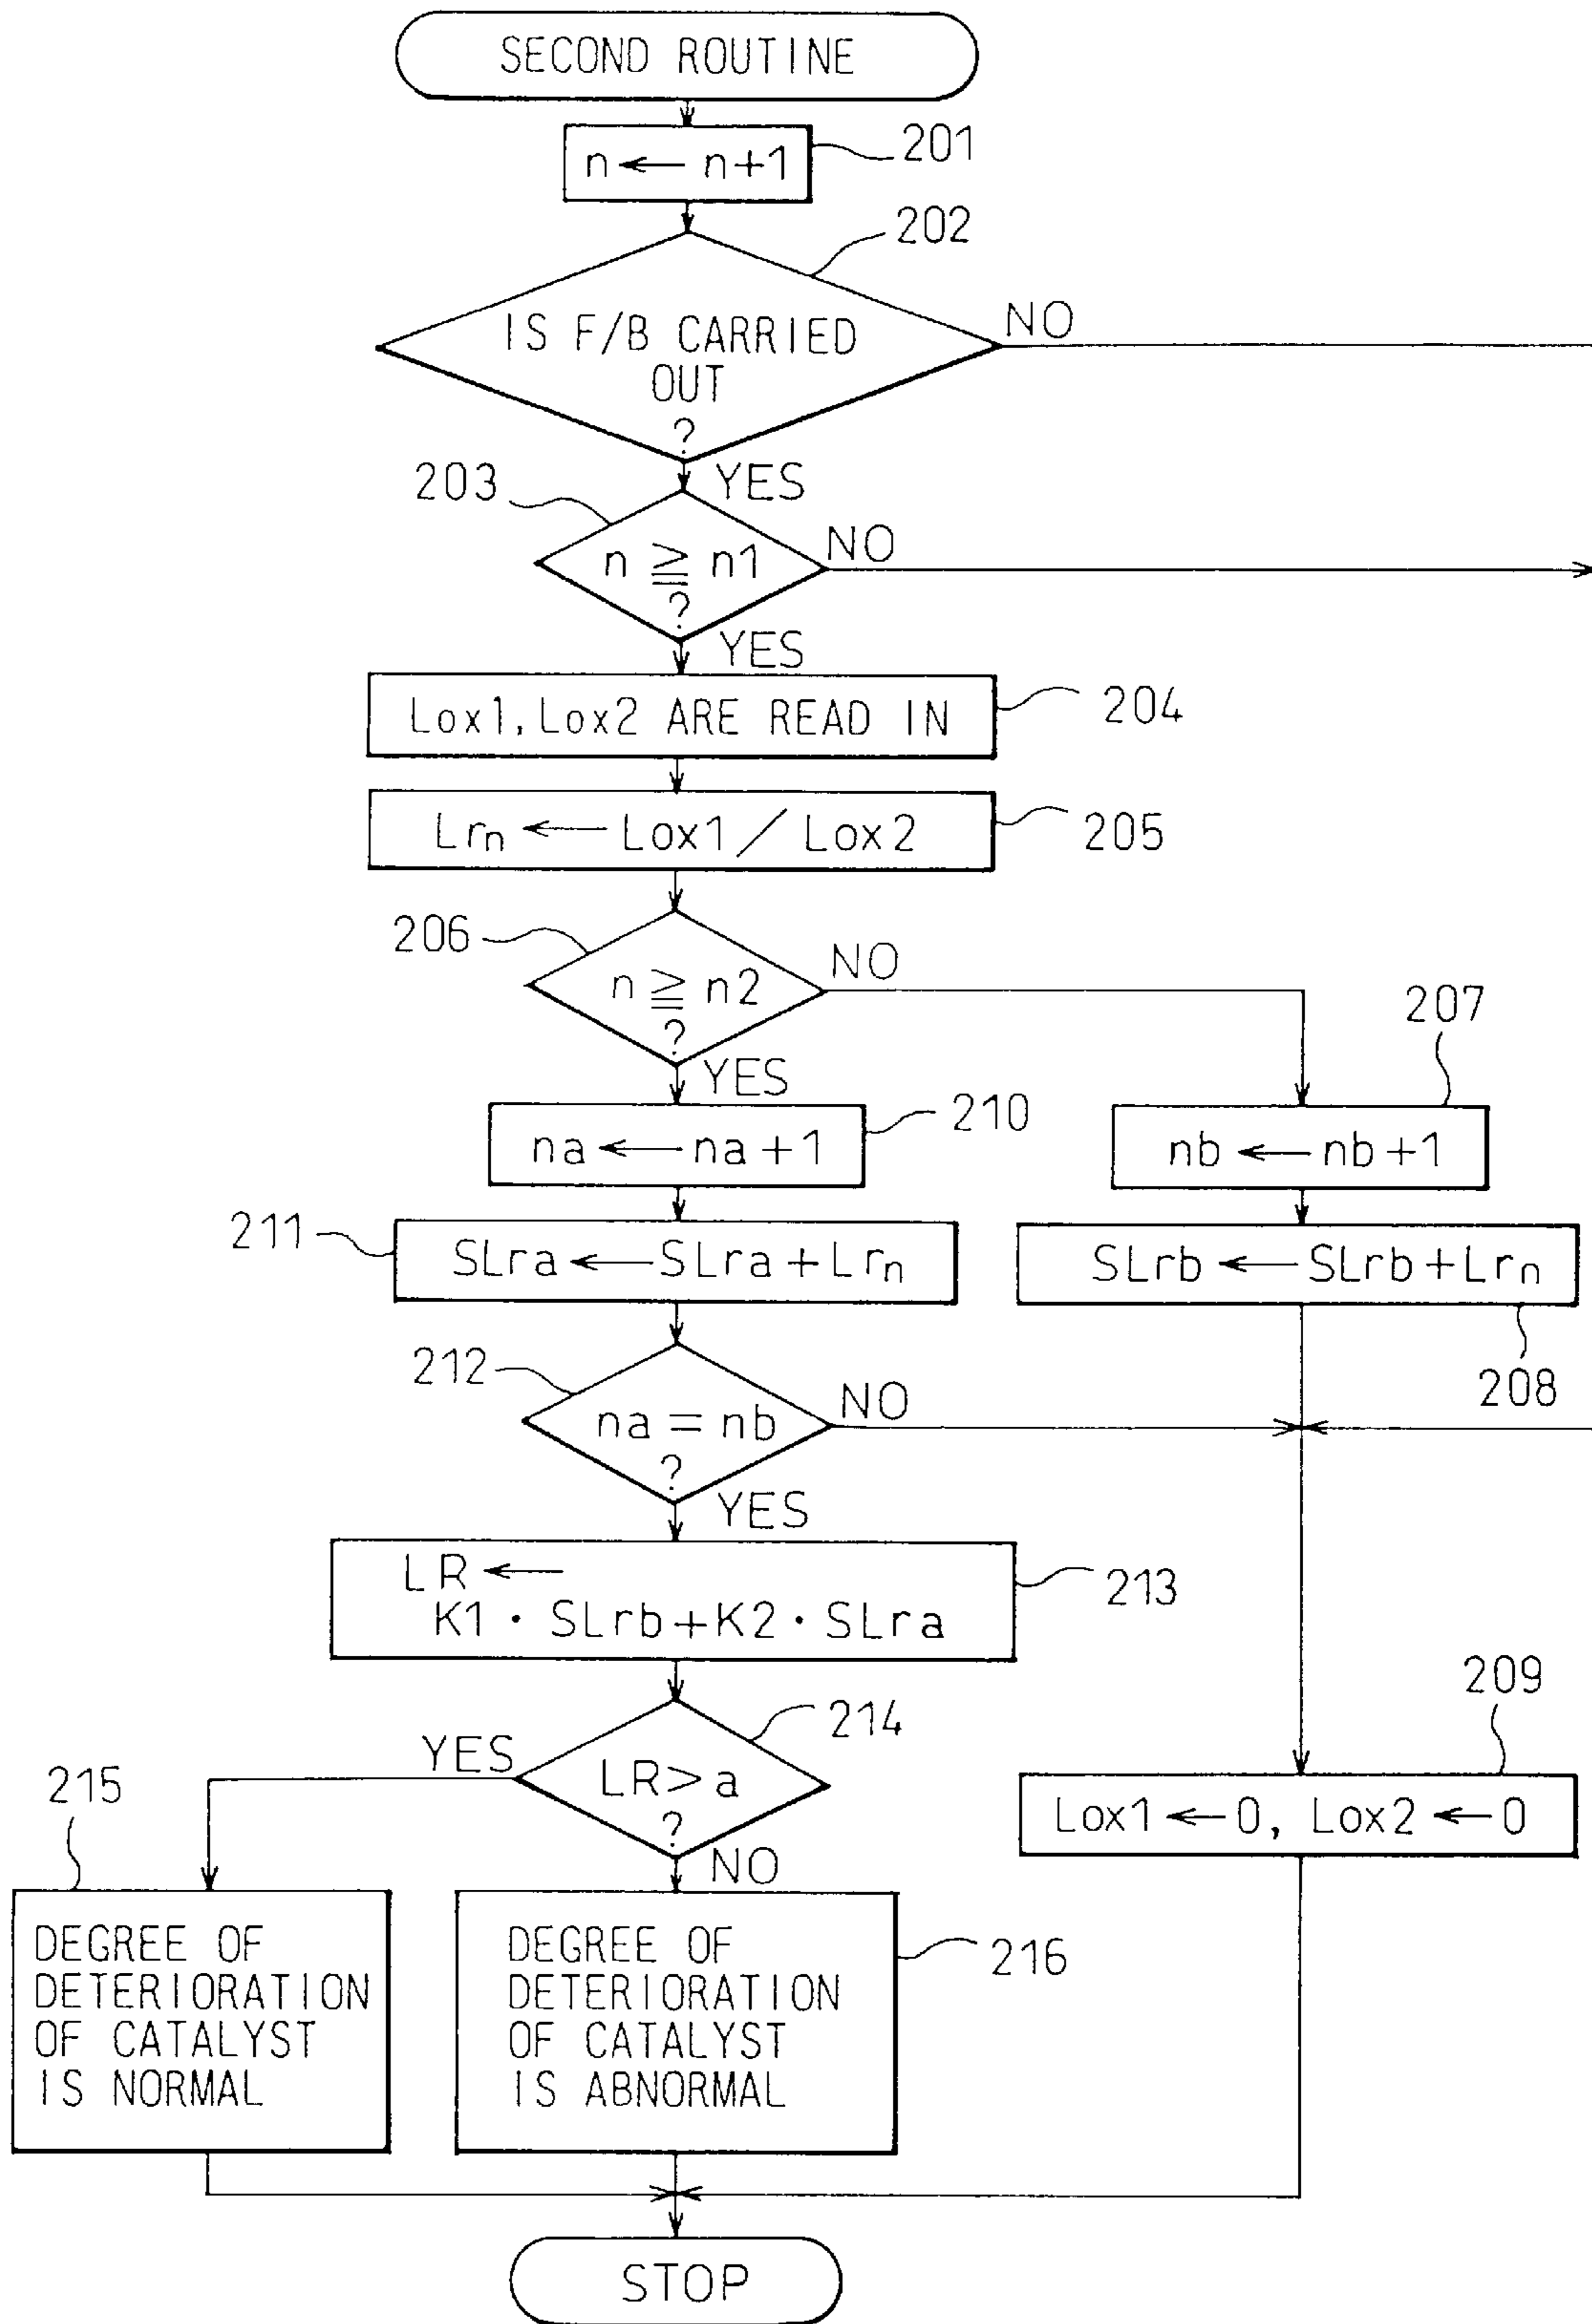 SECOND ROUTINE
n ← n+1
201
202
IS F/B CARRIED
OUT
?
NO
YES
203
n ≧ n1
?
NO
YES
Lox1, Lox2 ARE READ IN
204
Lrn ← Lox1 / Lox2
205
206
n ≧ n2
?
NO
YES
207
na ← na+1
210
nb ← nb+1
211
SLra ← SLra+Lrn
SLrb ← SLrb+Lrn
208
212
na = nb
?
NO
YES
LR ←
K1 · SLrb+K2 · SLra
213
214
LR>a
?
YES
NO
209
Lox1 ← 0, Lox2 ← 0
215
DEGREE OF
DETERIORATION
OF CATALYST
IS NORMAL
DEGREE OF
DETERIORATION
OF CATALYST
IS ABNORMAL
216
STOP